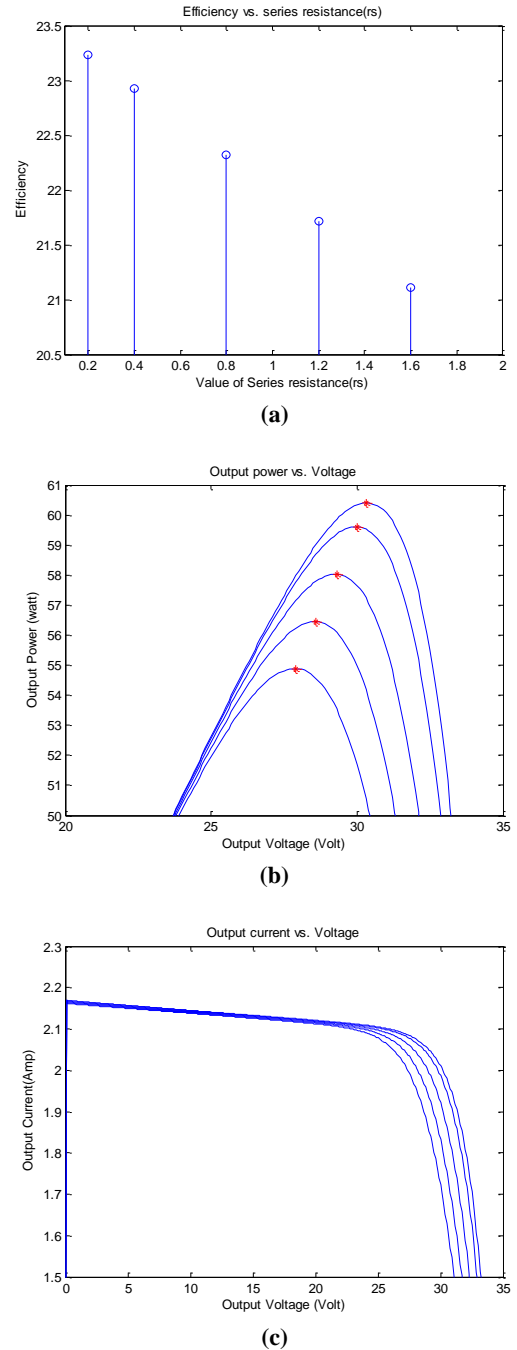 Efficiency vs. series resistance(rs)
23.5
23
22.5
22
21.5
21
20.5
Efficiency
0.2 0.4 0.6 0.8 1 1.2 1.4 1.6 1.8 2
Value of Series resistance(rs)
(a)
Output power vs. Voltage
61
60
59
58
57
56
55
54
53
52
51
50
Output Power (watt)
20 25 30 35
Output Voltage (Volt)
(b)
Output current vs. Voltage
2.3
2.2
2.1
2
1.9
1.8
1.7
1.6
1.5
Output Current(Amp)
0 5 10 15 20 25 30 35
Output Voltage (Volt)
(c)